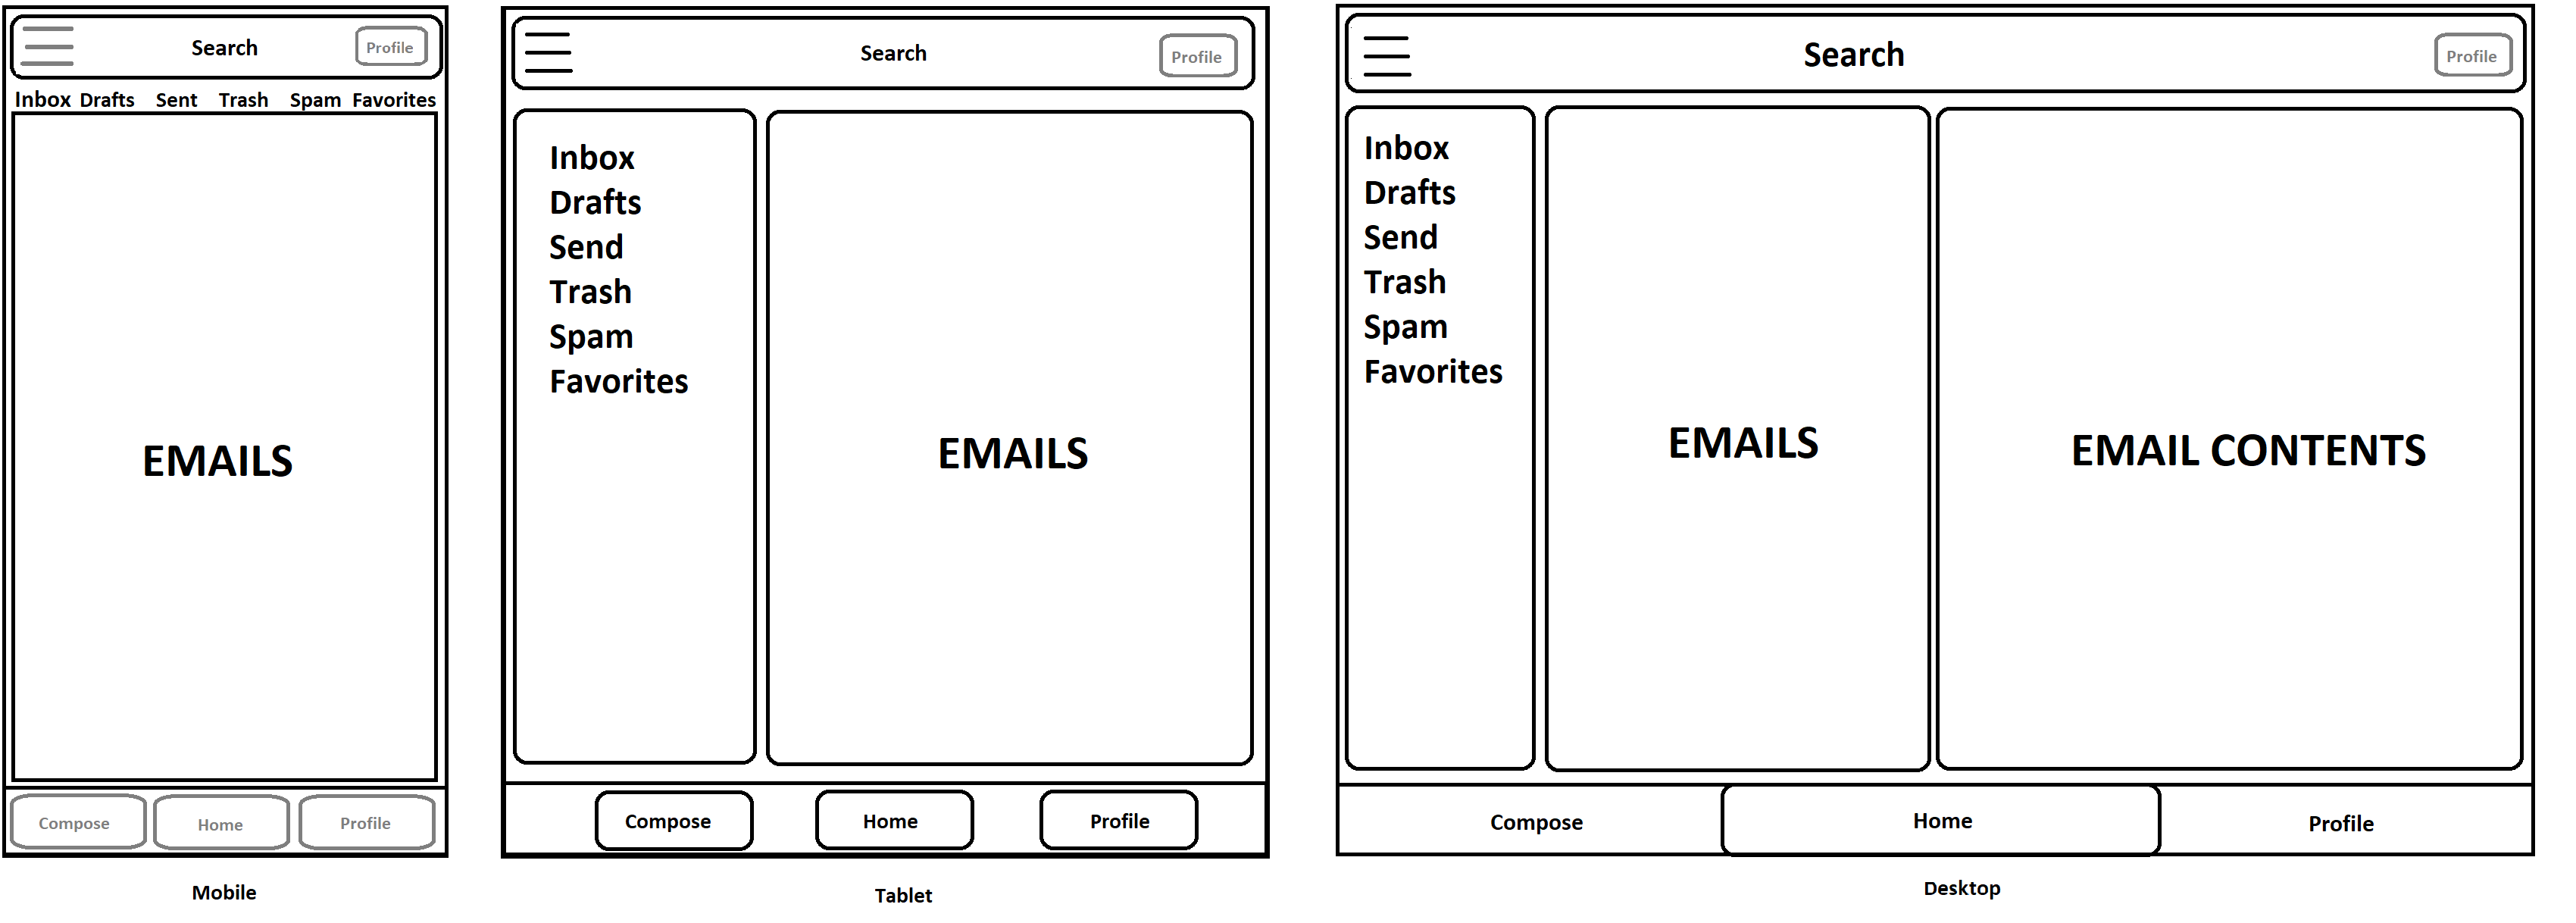 Search
Profile
Inbox Drafts Sent Trash Spam Favorites
EMAILS
Compose
Home
Profile
Mobile
Search
Profile
Inbox
Drafts
Send
Trash
Spam
Favorites
EMAILS
Compose
Home
Profile
Tablet
Search
Profile
Inbox
Drafts
Send
Trash
Spam
Favorites
EMAILS
EMAIL CONTENTS
Compose
Home
Profile
Desktop